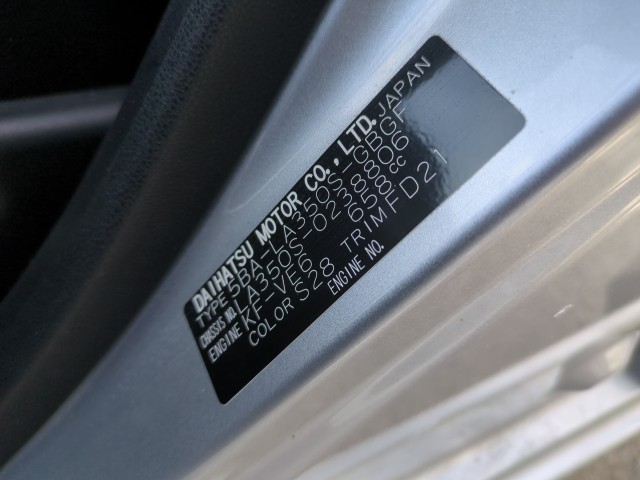 DAIHATSU MOTOR CO., LTD. JAPAN
TYPE 5BA-LA350S-GBGF
CHASSIS NO. LA350S-0238806
ENGINE KF-VE6 658cc
COLOR S28 TRIM FD21
ENGINE NO.